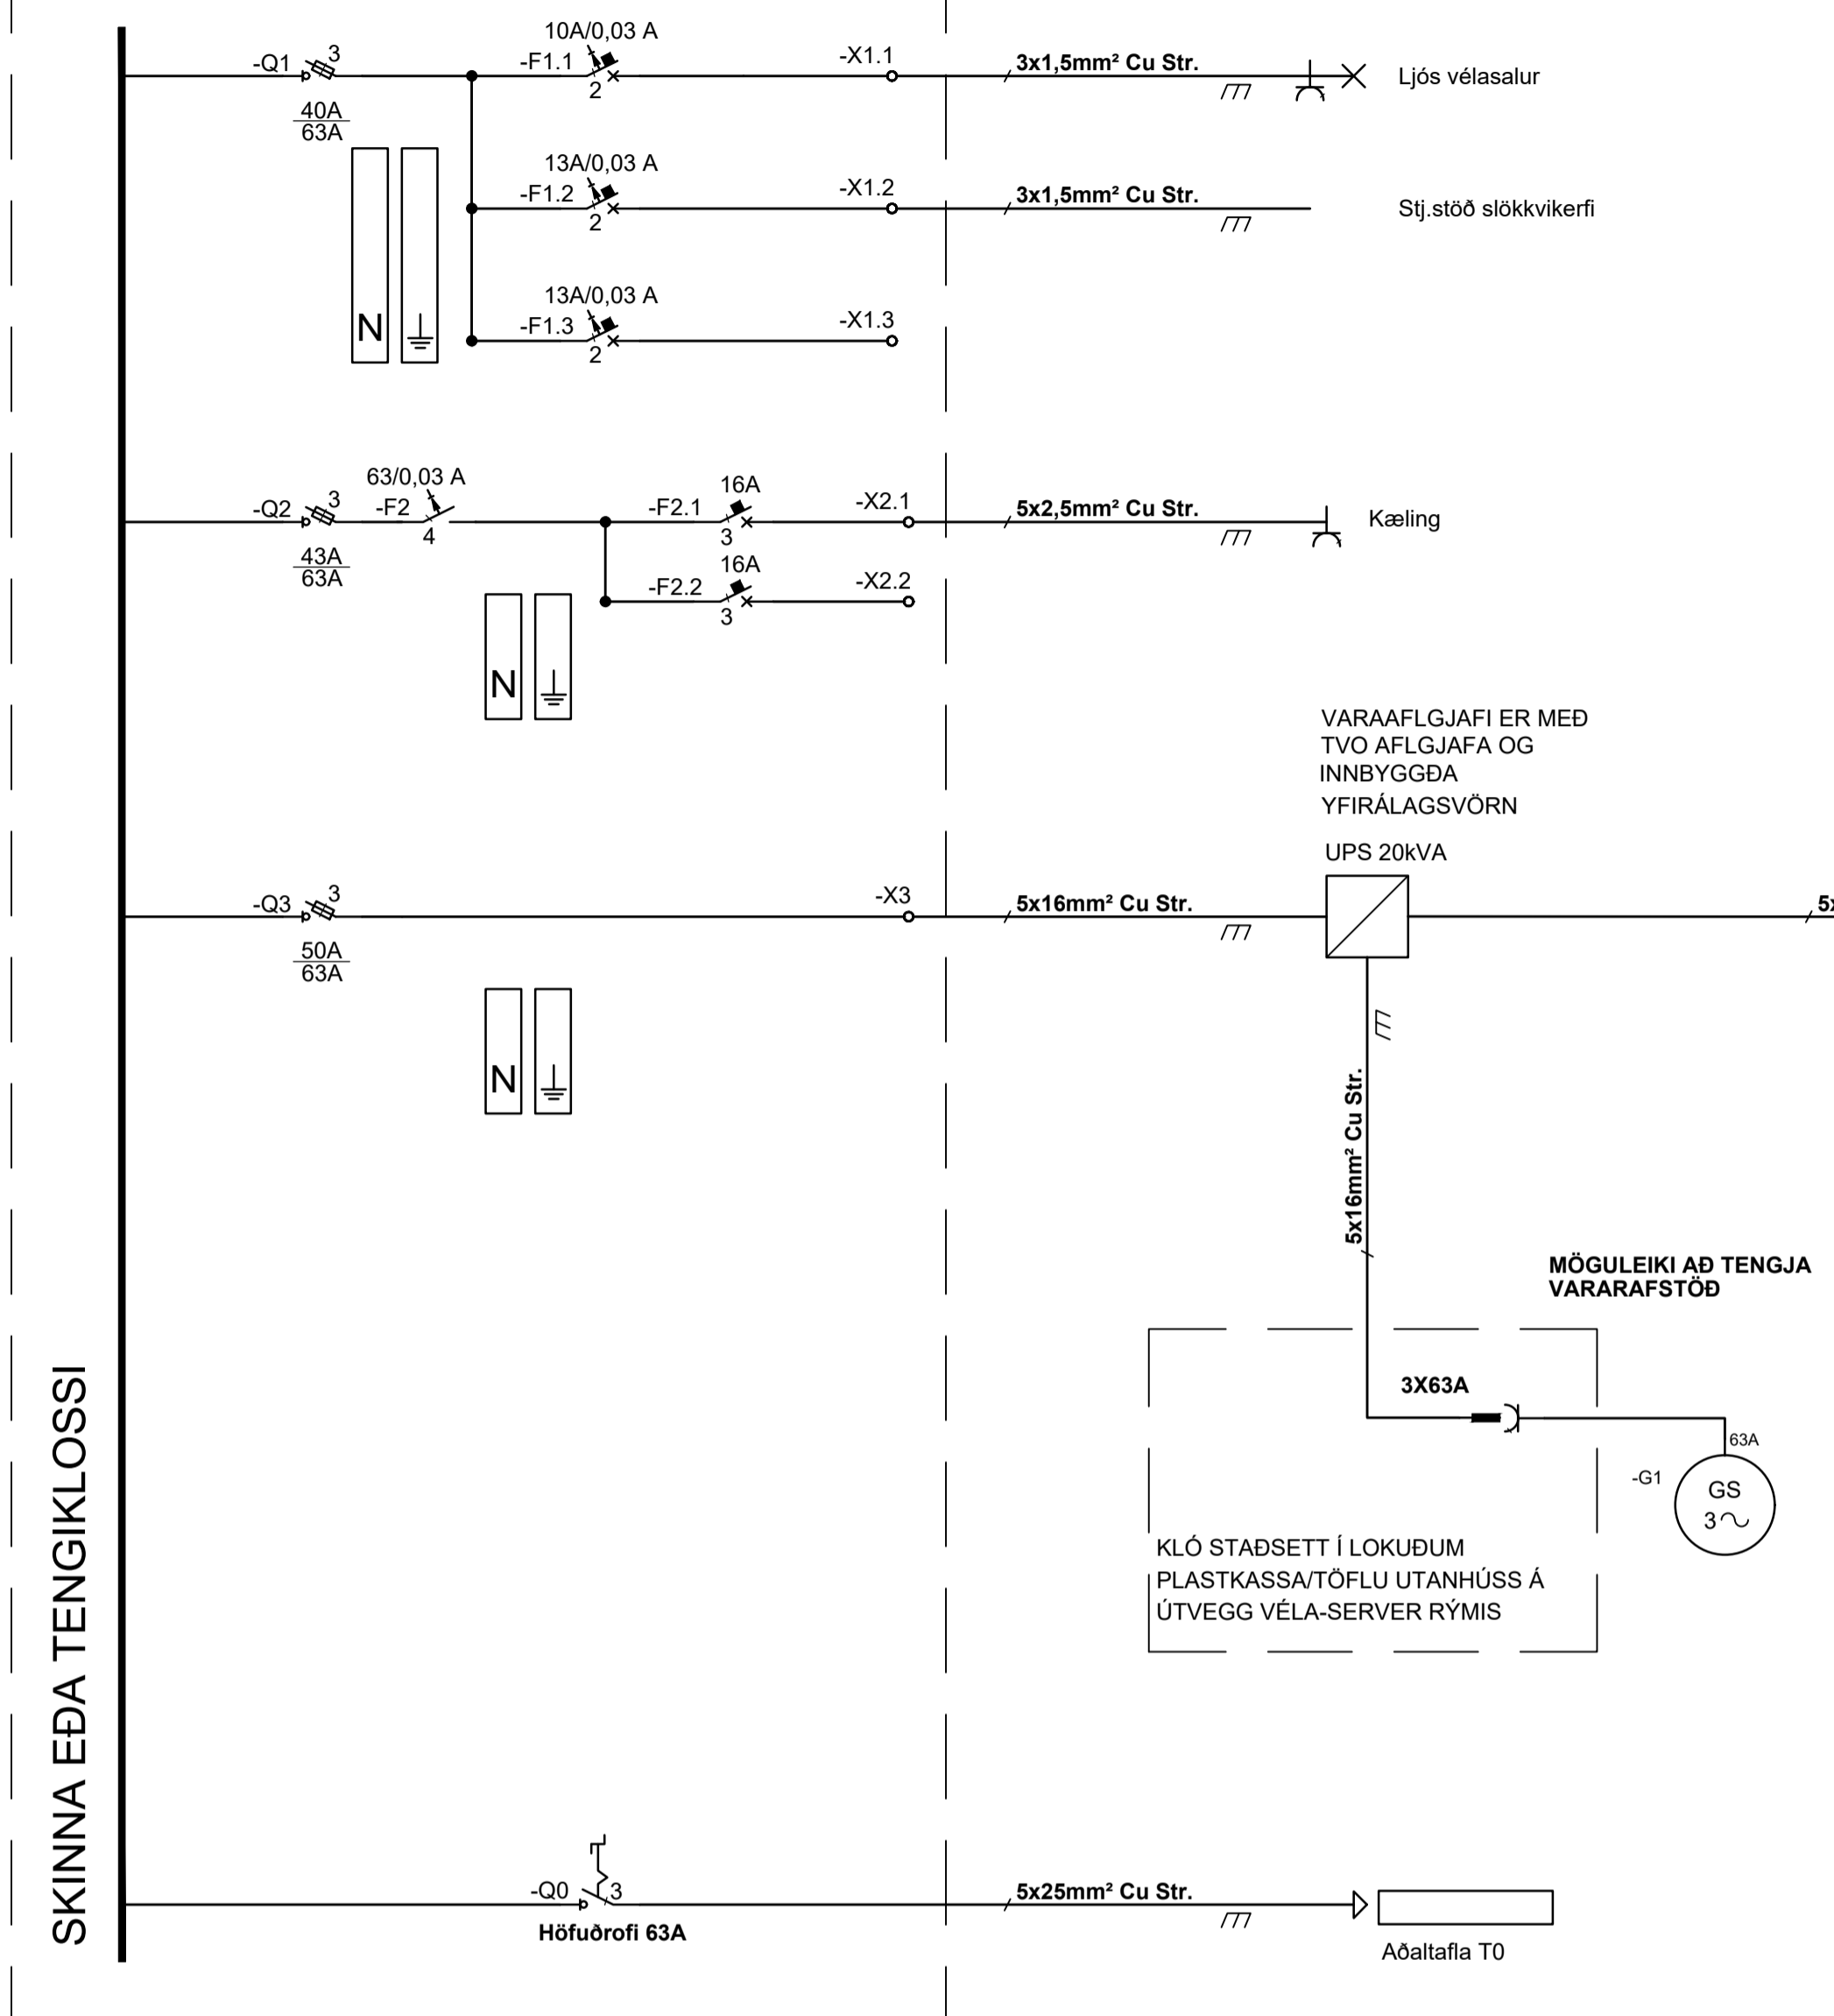 10A/0,03 A
-Q1 3 -F1.1 -X1.1 3x1,5mm² Cu Str. Ljós vélasalur
2
40A
63A
13A/0,03 A
-F1.2 -X1.2 3x1,5mm² Cu Str. Stj.stöð slökkvikerfi
2
13A/0,03 A
-F1.3 -X1.3
2
N
63/0,03 A 16A
-Q2 3 -F2 -F2.1 -X2.1 5x2,5mm² Cu Str. Kæling
4 3
43A
63A
16A
-F2.2 -X2.2
3
N
VARAAFLGJAFI ER MEÐ
TVO AFLGJAFA OG
INNBYGGÐA
YFIRÁLAGSVÖRN
UPS 20kVA
-Q3 3 -X3 5x16mm² Cu Str. 5x
50A
63A
N
5x16mm² Cu Str.
MÖGULEIKI AÐ TENGJA
VARARAFSTÖÐ
3X63A
63A
-G1 GS
3
KLÓ STAÐSETT Í LOKUÐUM
PLASTKASSA/TÖFLU UTANHÚSS Á
ÚTVEGG VÉLA-SERVER RÝMIS
SKINNA EÐA TENGIKLOSSI
-Q0 3 5x25mm² Cu Str.
Höfuðrofi 63A
Aðaltafla T0